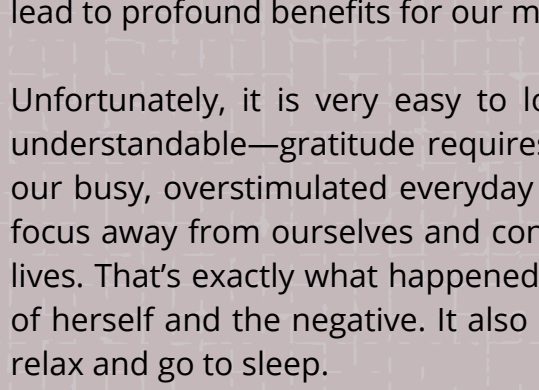 lead to profound benefits for our
Unfortunately, it is very easy to
understandable—gratitude requires
our busy, overstimulated everyday
focus away from ourselves and
lives. That's exactly what happened
of herself and the negative. It also
relax and go to sleep.